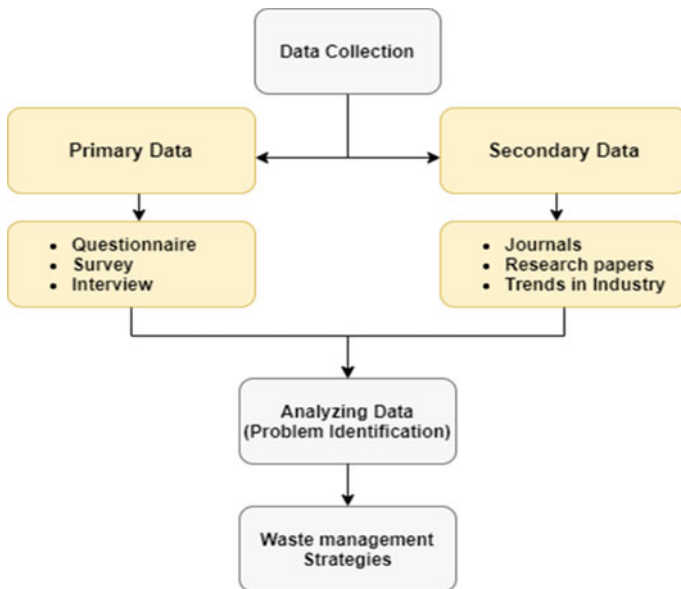 Data Collection
Primary Data
Secondary Data
• Questionnaire
• Survey
• Interview
• Journals
• Research papers
• Trends in Industry
Analyzing Data
(Problem Identification)
Waste management
Strategies